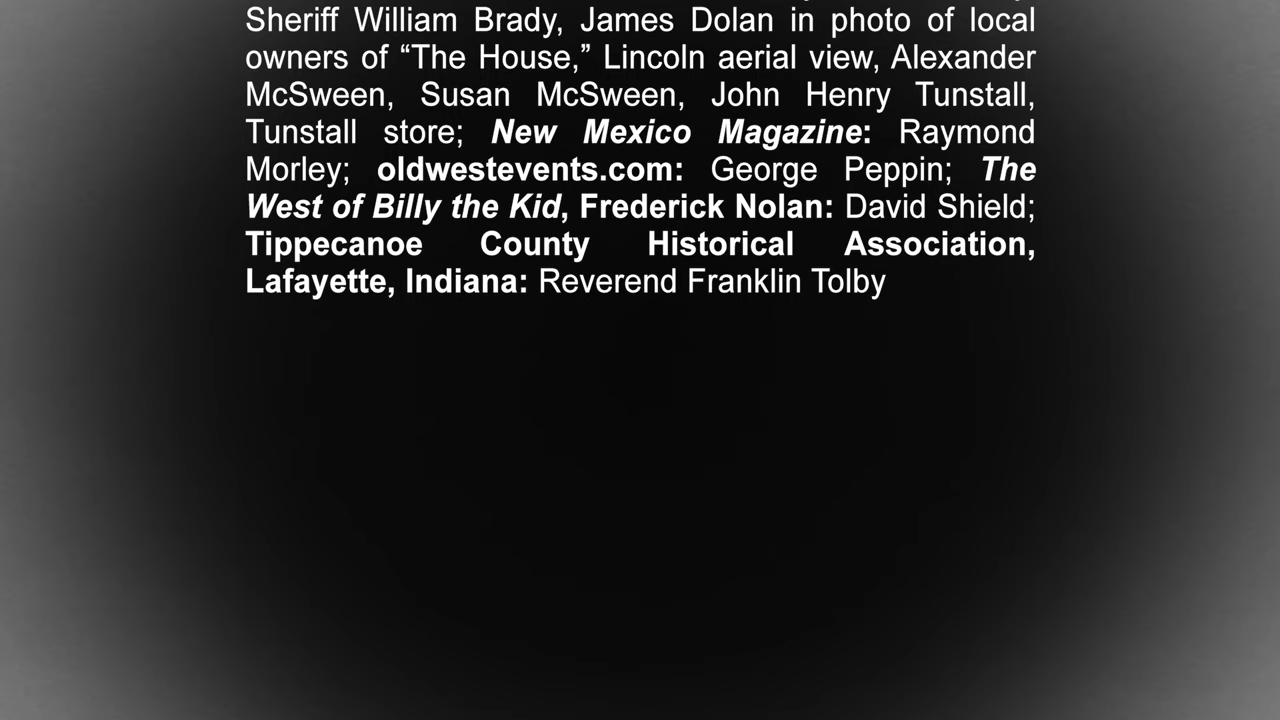 Sheriff William Brady, James Dolan in photo of local
owners of “The House,” Lincoln aerial view, Alexander
McSween, Susan McSween, John Henry Tunstall,
Tunstall store; New Mexico Magazine: Raymond
Morley; oldwestevents.com: George Peppin; The
West of Billy the Kid, Frederick Nolan: David Shield;
Tippecanoe County Historical Association,
Lafayette, Indiana: Reverend Franklin Tolby